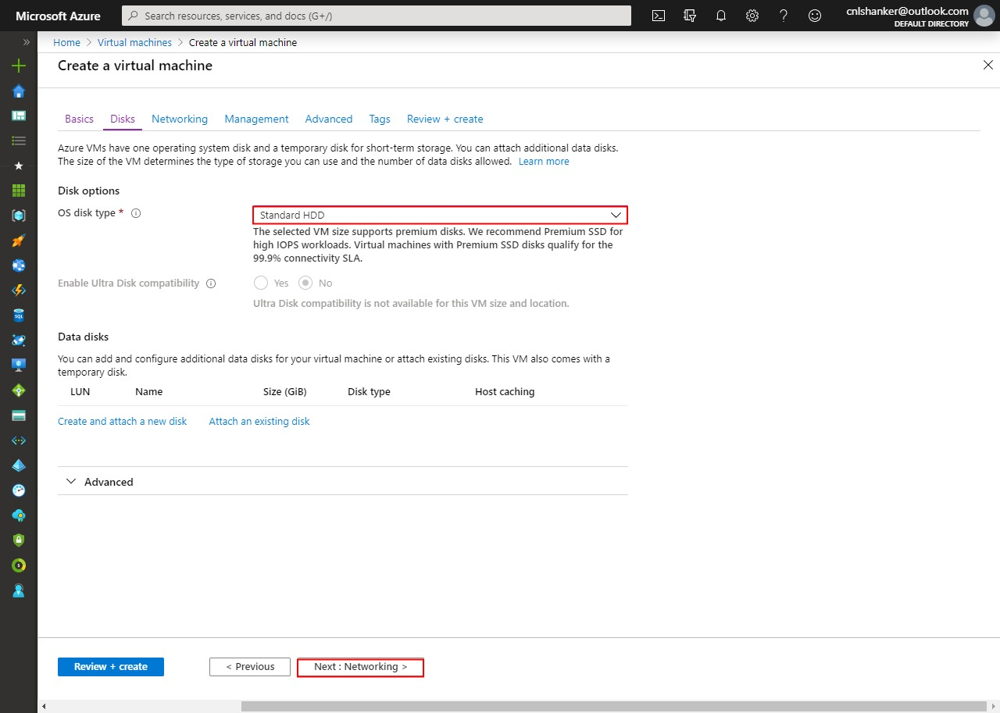 Microsoft Azure
Search resources, services, and docs (G+/)
cnlshanker@outlook.com
DEFAULT DIRECTORY
Home > Virtual machines > Create a virtual machine
Create a virtual machine
Basics Disks Networking Management Advanced Tags Review + create
Azure VMs have one operating system disk and a temporary disk for short-term storage. You can attach additional data disks.
The size of the VM determines the type of storage you can use and the number of data disks allowed. Learn more
Disk options
OS disk type *
Standard HDD
The selected VM size supports premium disks. We recommend Premium SSD for
high IOPS workloads. Virtual machines with Premium SSD disks qualify for the
99.9% connectivity SLA.
Enable Ultra Disk compatibility
Yes No
Ultra Disk compatibility is not available for this VM size and location.
Data disks
You can add and configure additional data disks for your virtual machine or attach existing disks. This VM also comes with a
temporary disk.
LUN Name Size (GiB) Disk type Host caching
Create and attach a new disk Attach an existing disk
Advanced
Review + create < Previous Next : Networking >
SQL